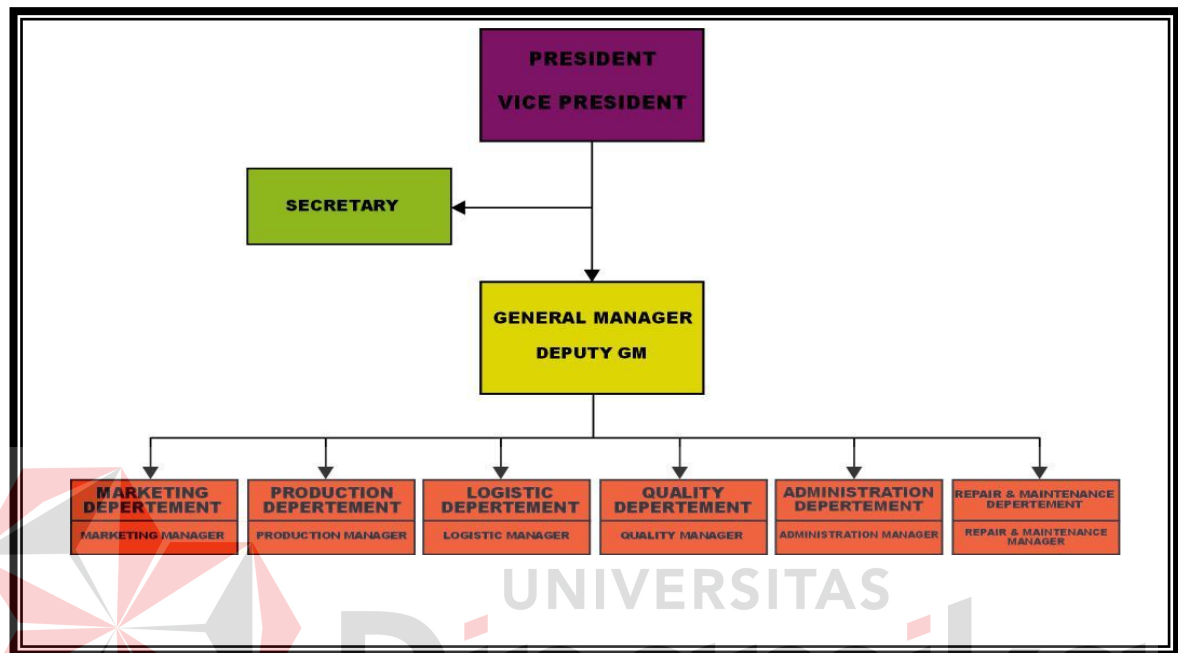 PRESIDENT
VICE PRESIDENT
SECRETARY
GENERAL MANAGER
DEPUTY GM
MARKETING
DEPERTEMENT
MARKETING MANAGER
PRODUCTION
DEPERTEMENT
PRODUCTION MANAGER
LOGISTIC
DEPERTEMENT
LOGISTIC MANAGER
QUALITY
DEPERTEMENT
QUALITY MANAGER
ADMINISTRATION
DEPERTEMENT
ADMINISTRATION MANAGER
REPAIR & MAINTENANCE
DEPERTEMENT
REPAIR & MAINTENANCE
MANAGER
UNIVERSITAS